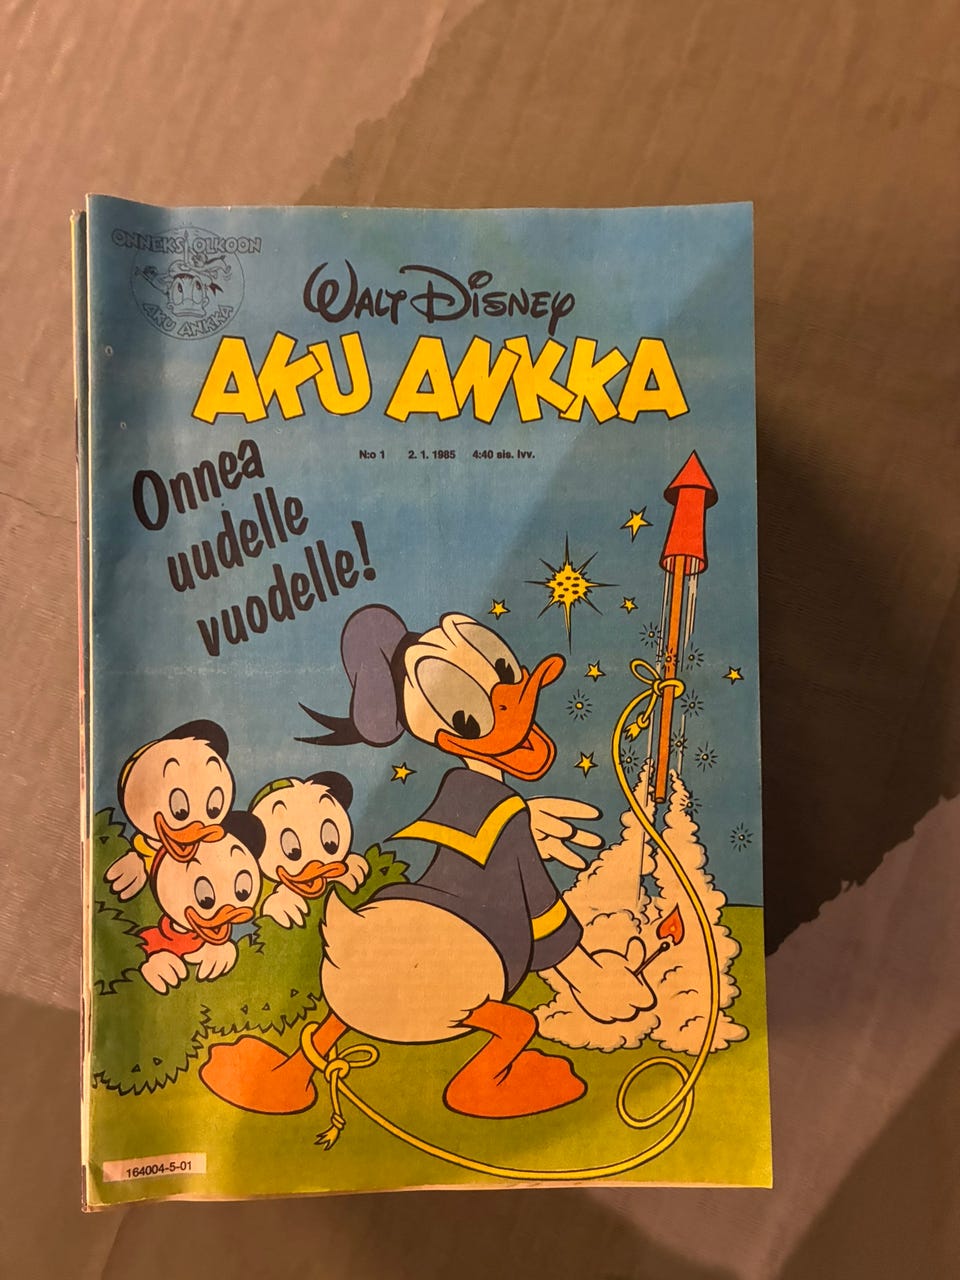 ONNEKSI OLKOON
AKU ANKKA
WALT DISNEY
AKU ANKKA
N:o 1 2. 1. 1985 4:40 sis. lvv.
Onnea
uudelle
vuodelle!
164004-5-01